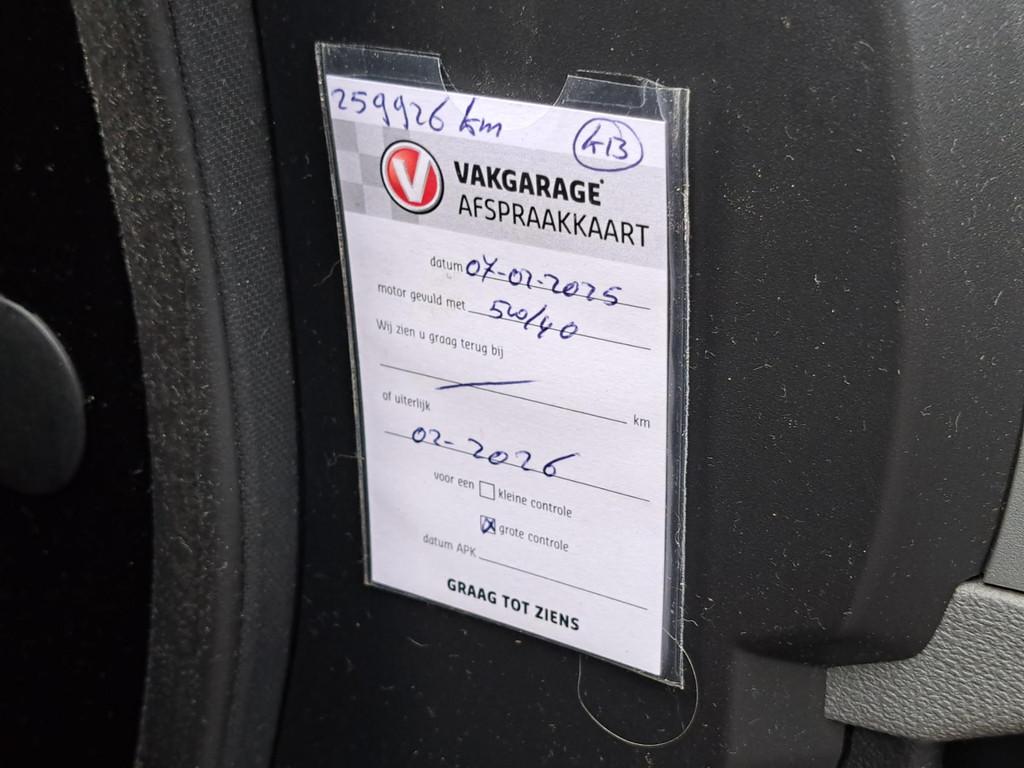 259926 km
KB
V
VAKGARAGE
AFSPRAAKKAART
datum 07-02-2025
motor gevuld met 5w/40
Wij zien u graag terug bij
— km
of uiterlijk
02-2026
voor een ☐ kleine controle
☒ grote controle
datum APK
GRAAG TOT ZIENS